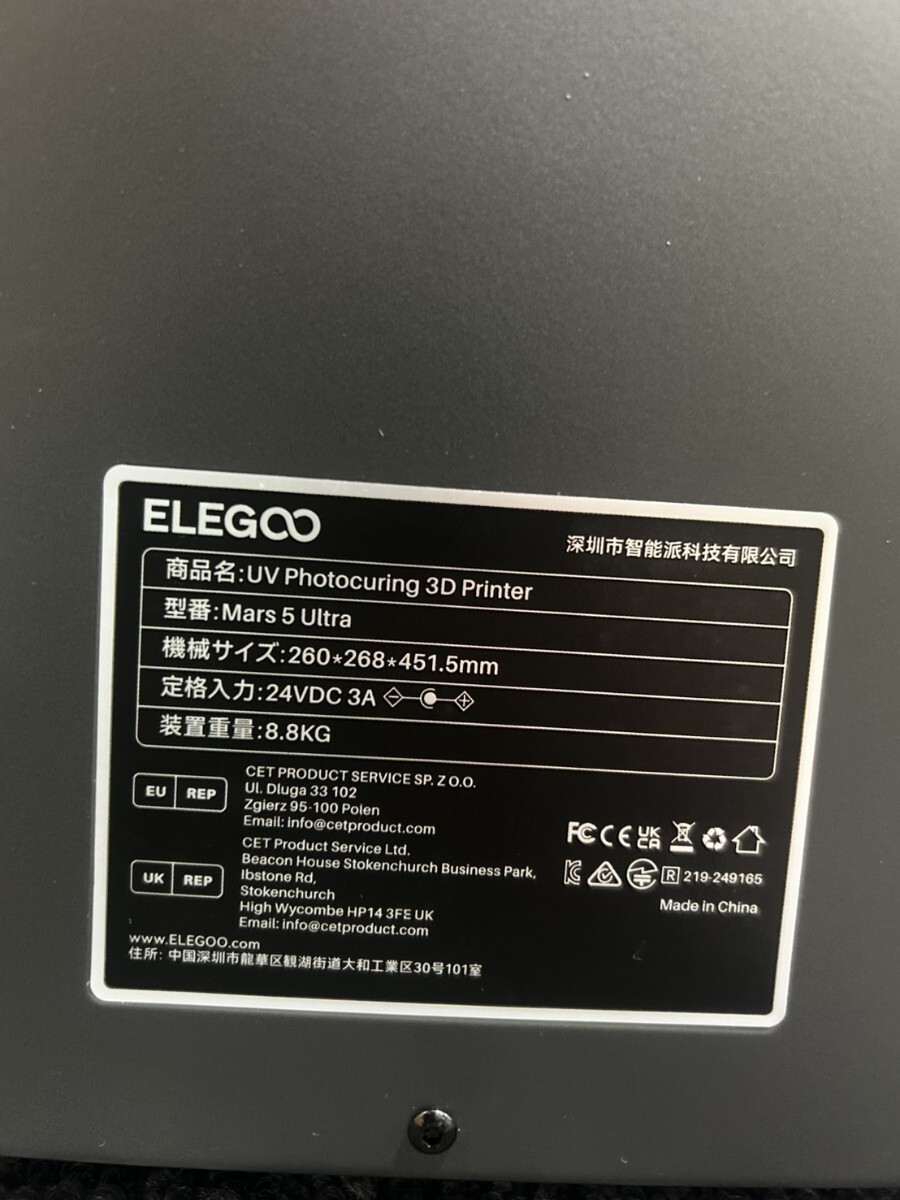 ELEGOO
深圳市智能派科技有限公司
商品名:UV Photocuring 3D Printer
型番:Mars 5 Ultra
機械サイズ:260*268*451.5mm
定格入力:24VDC 3A
装置重量:8.8KG
EU REP
CET PRODUCT SERVICE SP. Z O.O.
Ul. Dluga 33 102
Zgierz 95-100 Polen
Email: info@cetproduct.com
UK REP
CET Product Service Ltd.
Beacon House Stokenchurch Business Park,
Ibstone Rd,
Stokenchurch
High Wycombe HP14 3FE UK
Email: info@cetproduct.com
FC CE UK CA
R 219-249165
Made in China
www.ELEGOO.com
住所: 中国深圳市龍華区観湖街道大和工業区30号101室